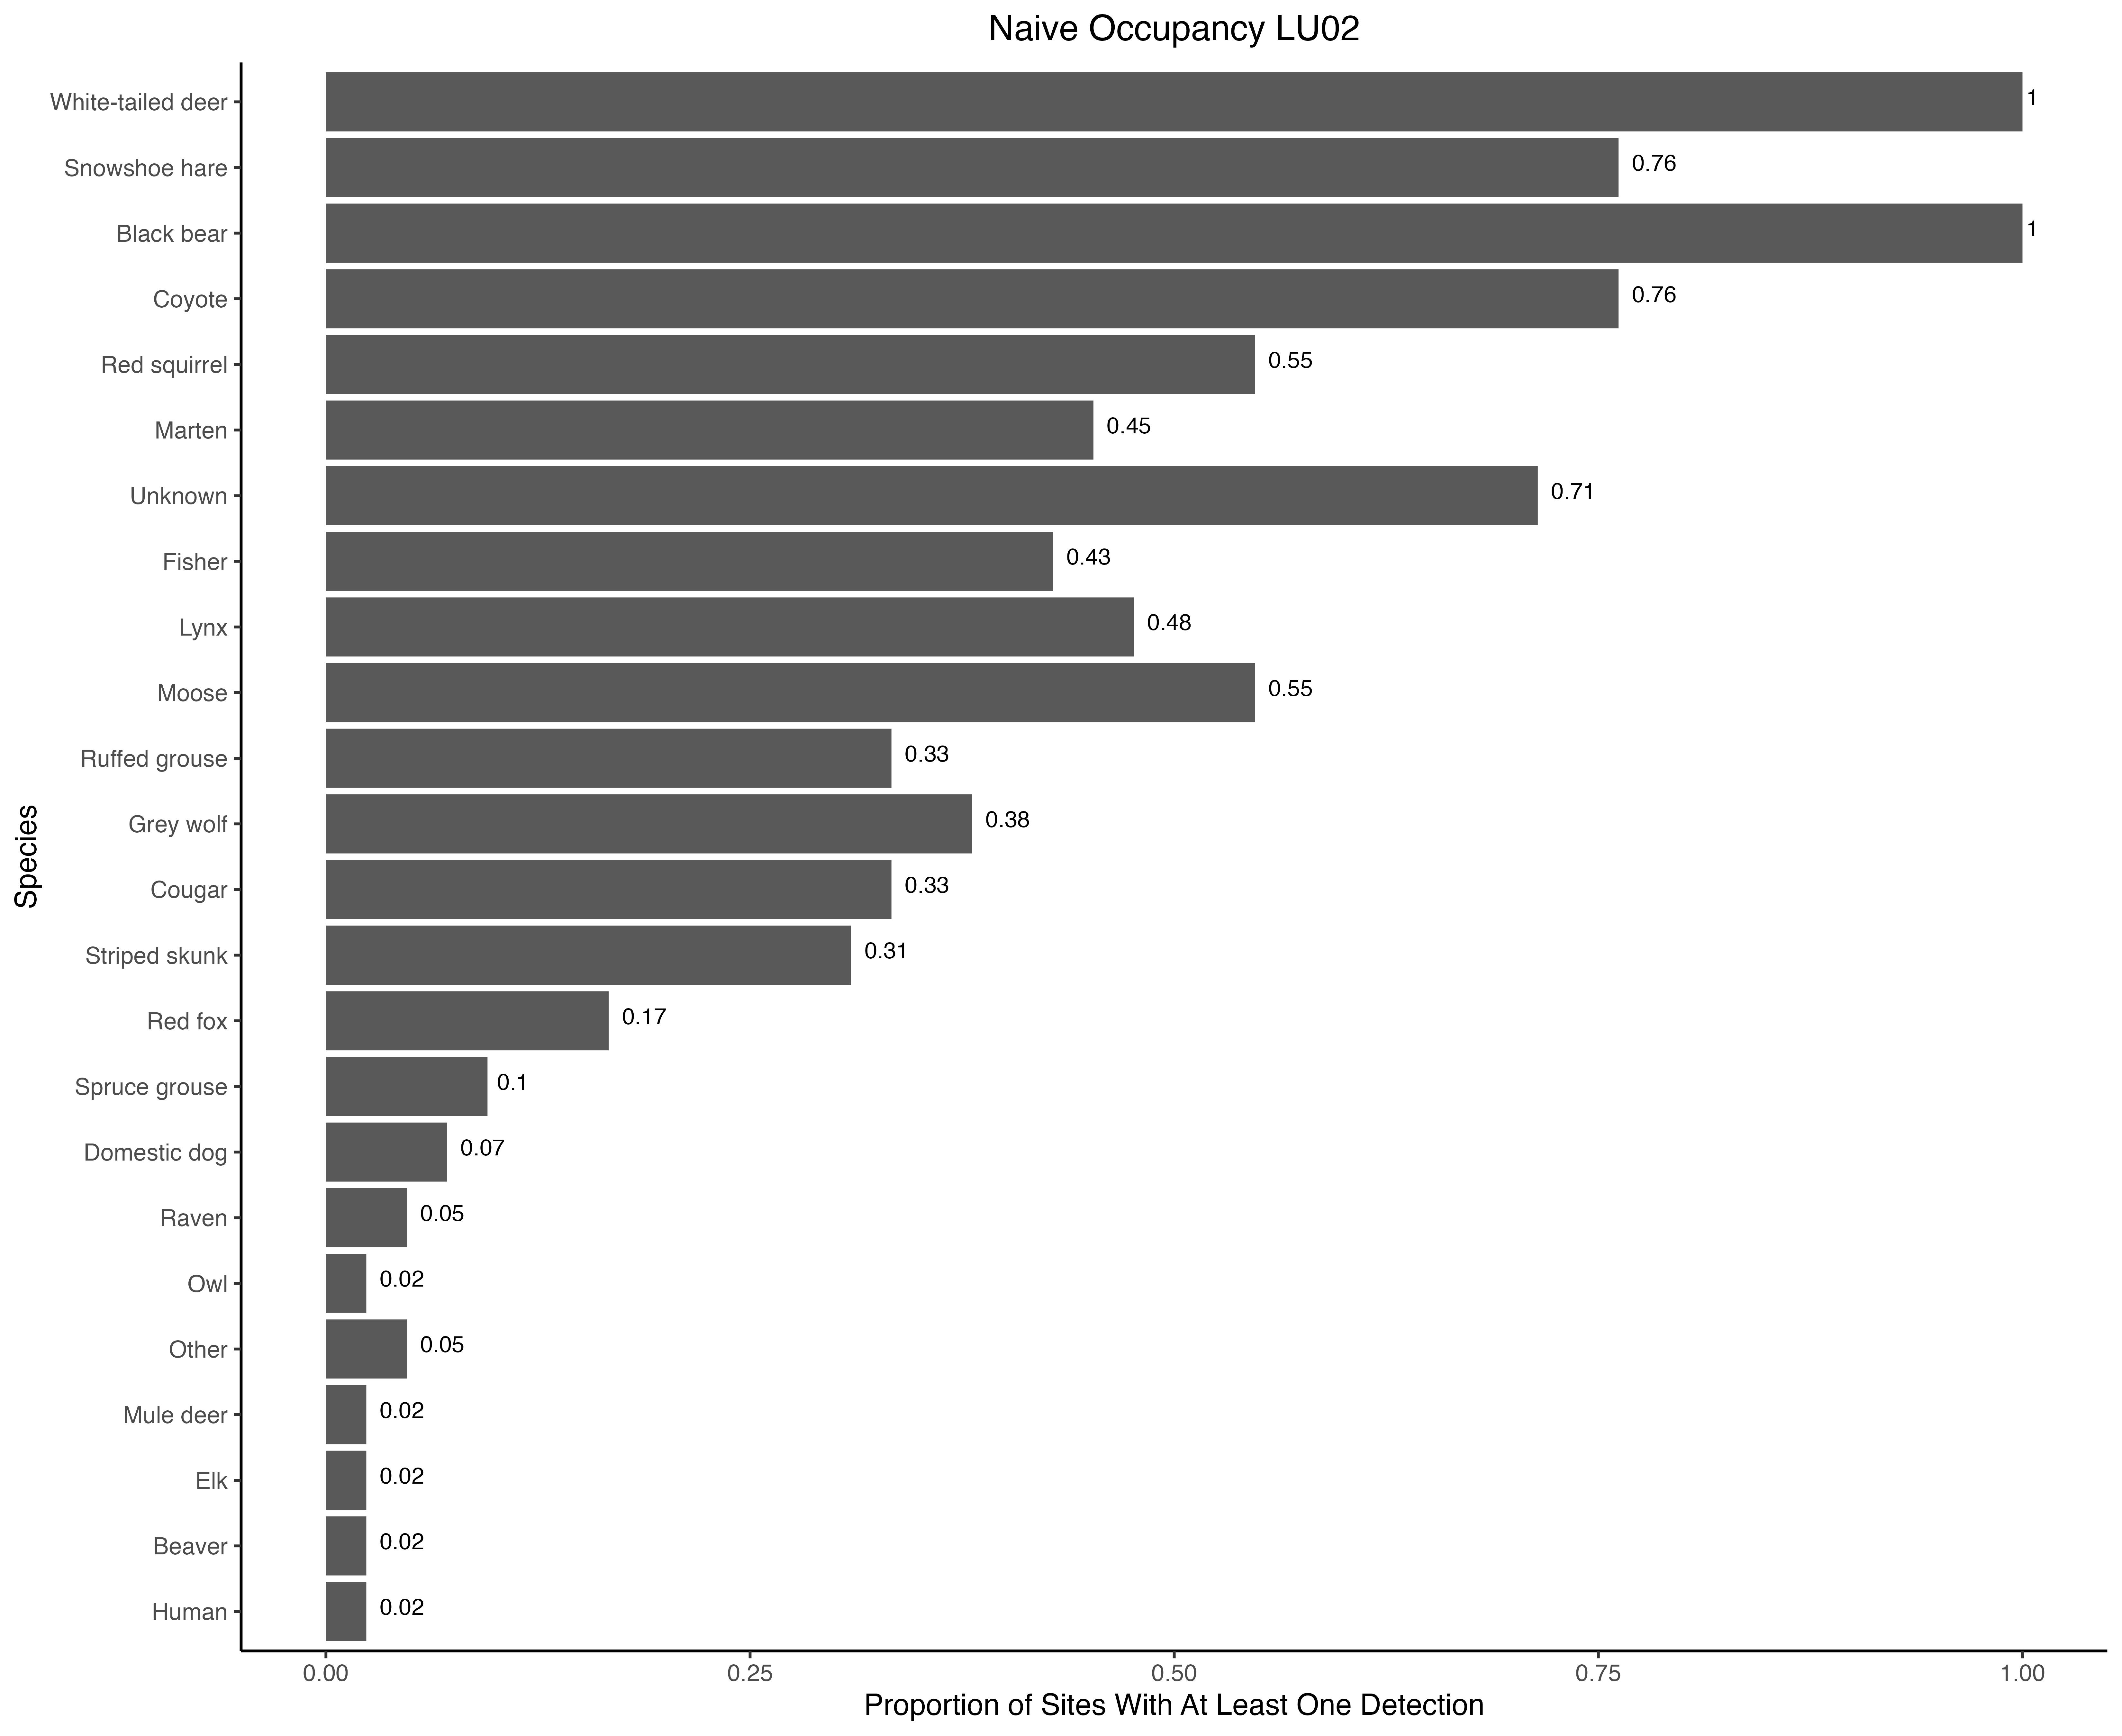 Naive Occupancy LU02
White-tailed deer 1
Snowshoe hare 0.76
Black bear 1
Coyote 0.76
Red squirrel 0.55
Marten 0.45
Unknown 0.71
Fisher 0.43
Lynx 0.48
Moose 0.55
Ruffed grouse 0.33
Grey wolf 0.38
Cougar 0.33
Striped skunk 0.31
Red fox 0.17
Spruce grouse 0.1
Domestic dog 0.07
Raven 0.05
Owl 0.02
Other 0.05
Mule deer 0.02
Elk 0.02
Beaver 0.02
Human 0.02
Species
0.00 0.25 0.50 0.75 1.00
Proportion of Sites With At Least One Detection